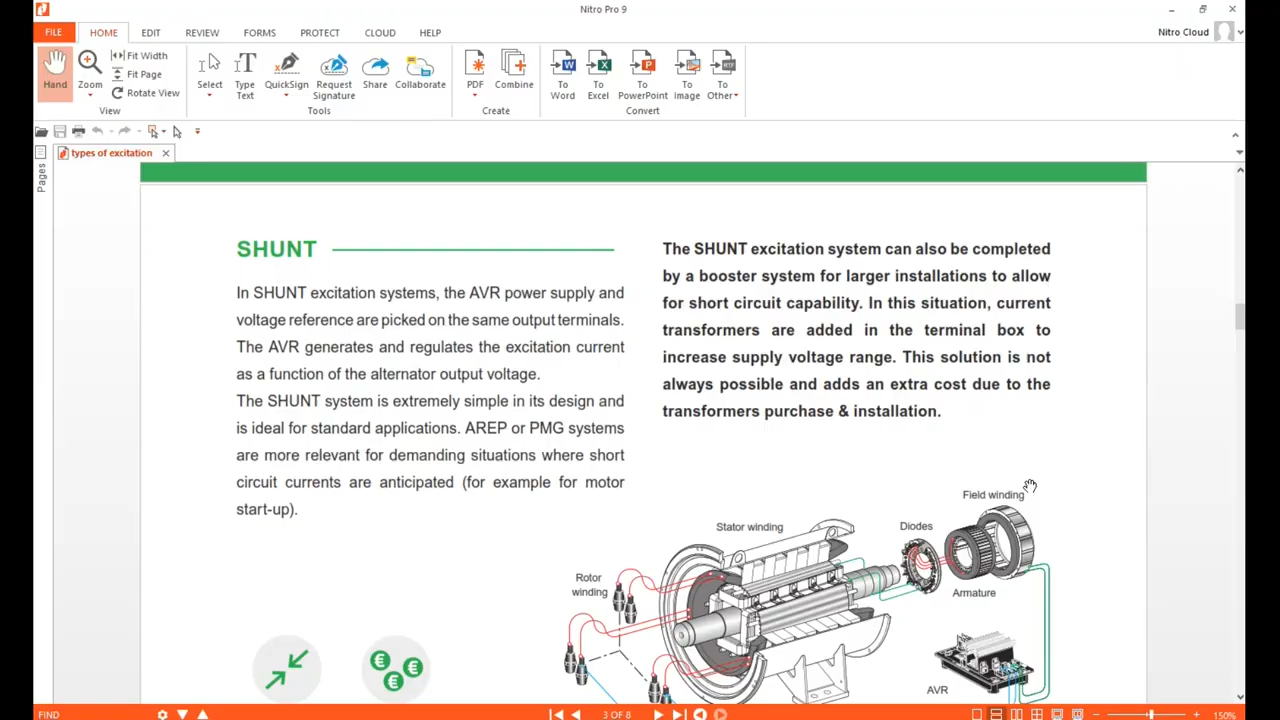 Nitro Pro 9
FILE HOME EDIT REVIEW FORMS PROTECT CLOUD HELP Nitro Cloud
Hand Zoom Fit Width Fit Page Rotate View Select Type Text QuickSign Request Signature Share Collaborate PDF Combine To Word To Excel To PowerPoint To Image To Other
View Tools Create Convert
types of excitation
Pages
SHUNT
In SHUNT excitation systems, the AVR power supply and
voltage reference are picked on the same output terminals.
The AVR generates and regulates the excitation current
as a function of the alternator output voltage.
The SHUNT system is extremely simple in its design and
is ideal for standard applications. AREP or PMG systems
are more relevant for demanding situations where short
circuit currents are anticipated (for example for motor
start-up).
The SHUNT excitation system can also be completed
by a booster system for larger installations to allow
for short circuit capability. In this situation, current
transformers are added in the terminal box to
increase supply voltage range. This solution is not
always possible and adds an extra cost due to the
transformers purchase & installation.
Field winding
Stator winding
Diodes
Rotor
winding
Armature
AVR
€ € €
FIND 3 OF 8 150%